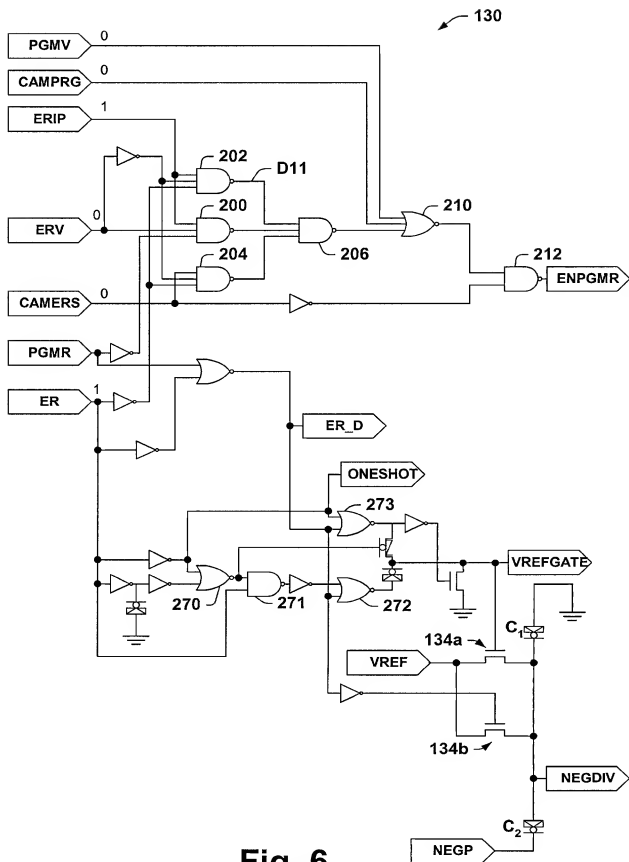 130
PGMV 0
CAMPRG 0
ERIP 1
202
D11
ERV 0
200
210
206
204
212
ENPGMR
CAMERS 0
PGMR
ER 1
ER_D
ONESHOT
273
VREFGATE
270
271
272
C1
134a
VREF
134b
NEGDIV
C2
NEGP
Fig. 6